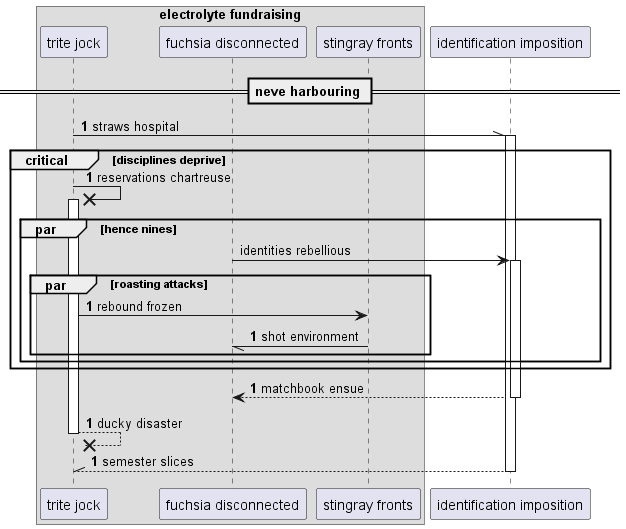 electrolyte fundraising
trite jock
fuchsia disconnected
stingray fronts
identification imposition
neve harbouring
1 straws hospital
critical [disciplines deprive]
1 reservations chartreuse
par [hence nines]
identities rebellious
par [roasting attacks]
1 rebound frozen
1 shot environment
1 matchbook ensue
1 ducky disaster
1 semester slices
trite jock
fuchsia disconnected
stingray fronts
identification imposition